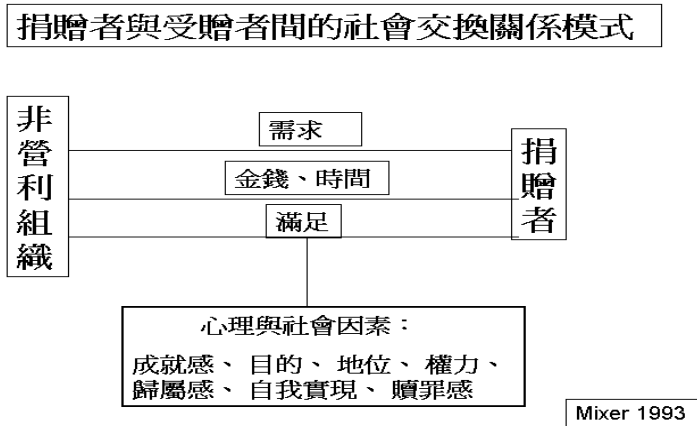 捐贈者與受贈者間的社會交換關係模式
非營利組織
需求
金錢、時間
滿足
捐贈者
心理與社會因素：
成就感、目的、地位、權力、
歸屬感、自我實現、贖罪感
Mixer 1993